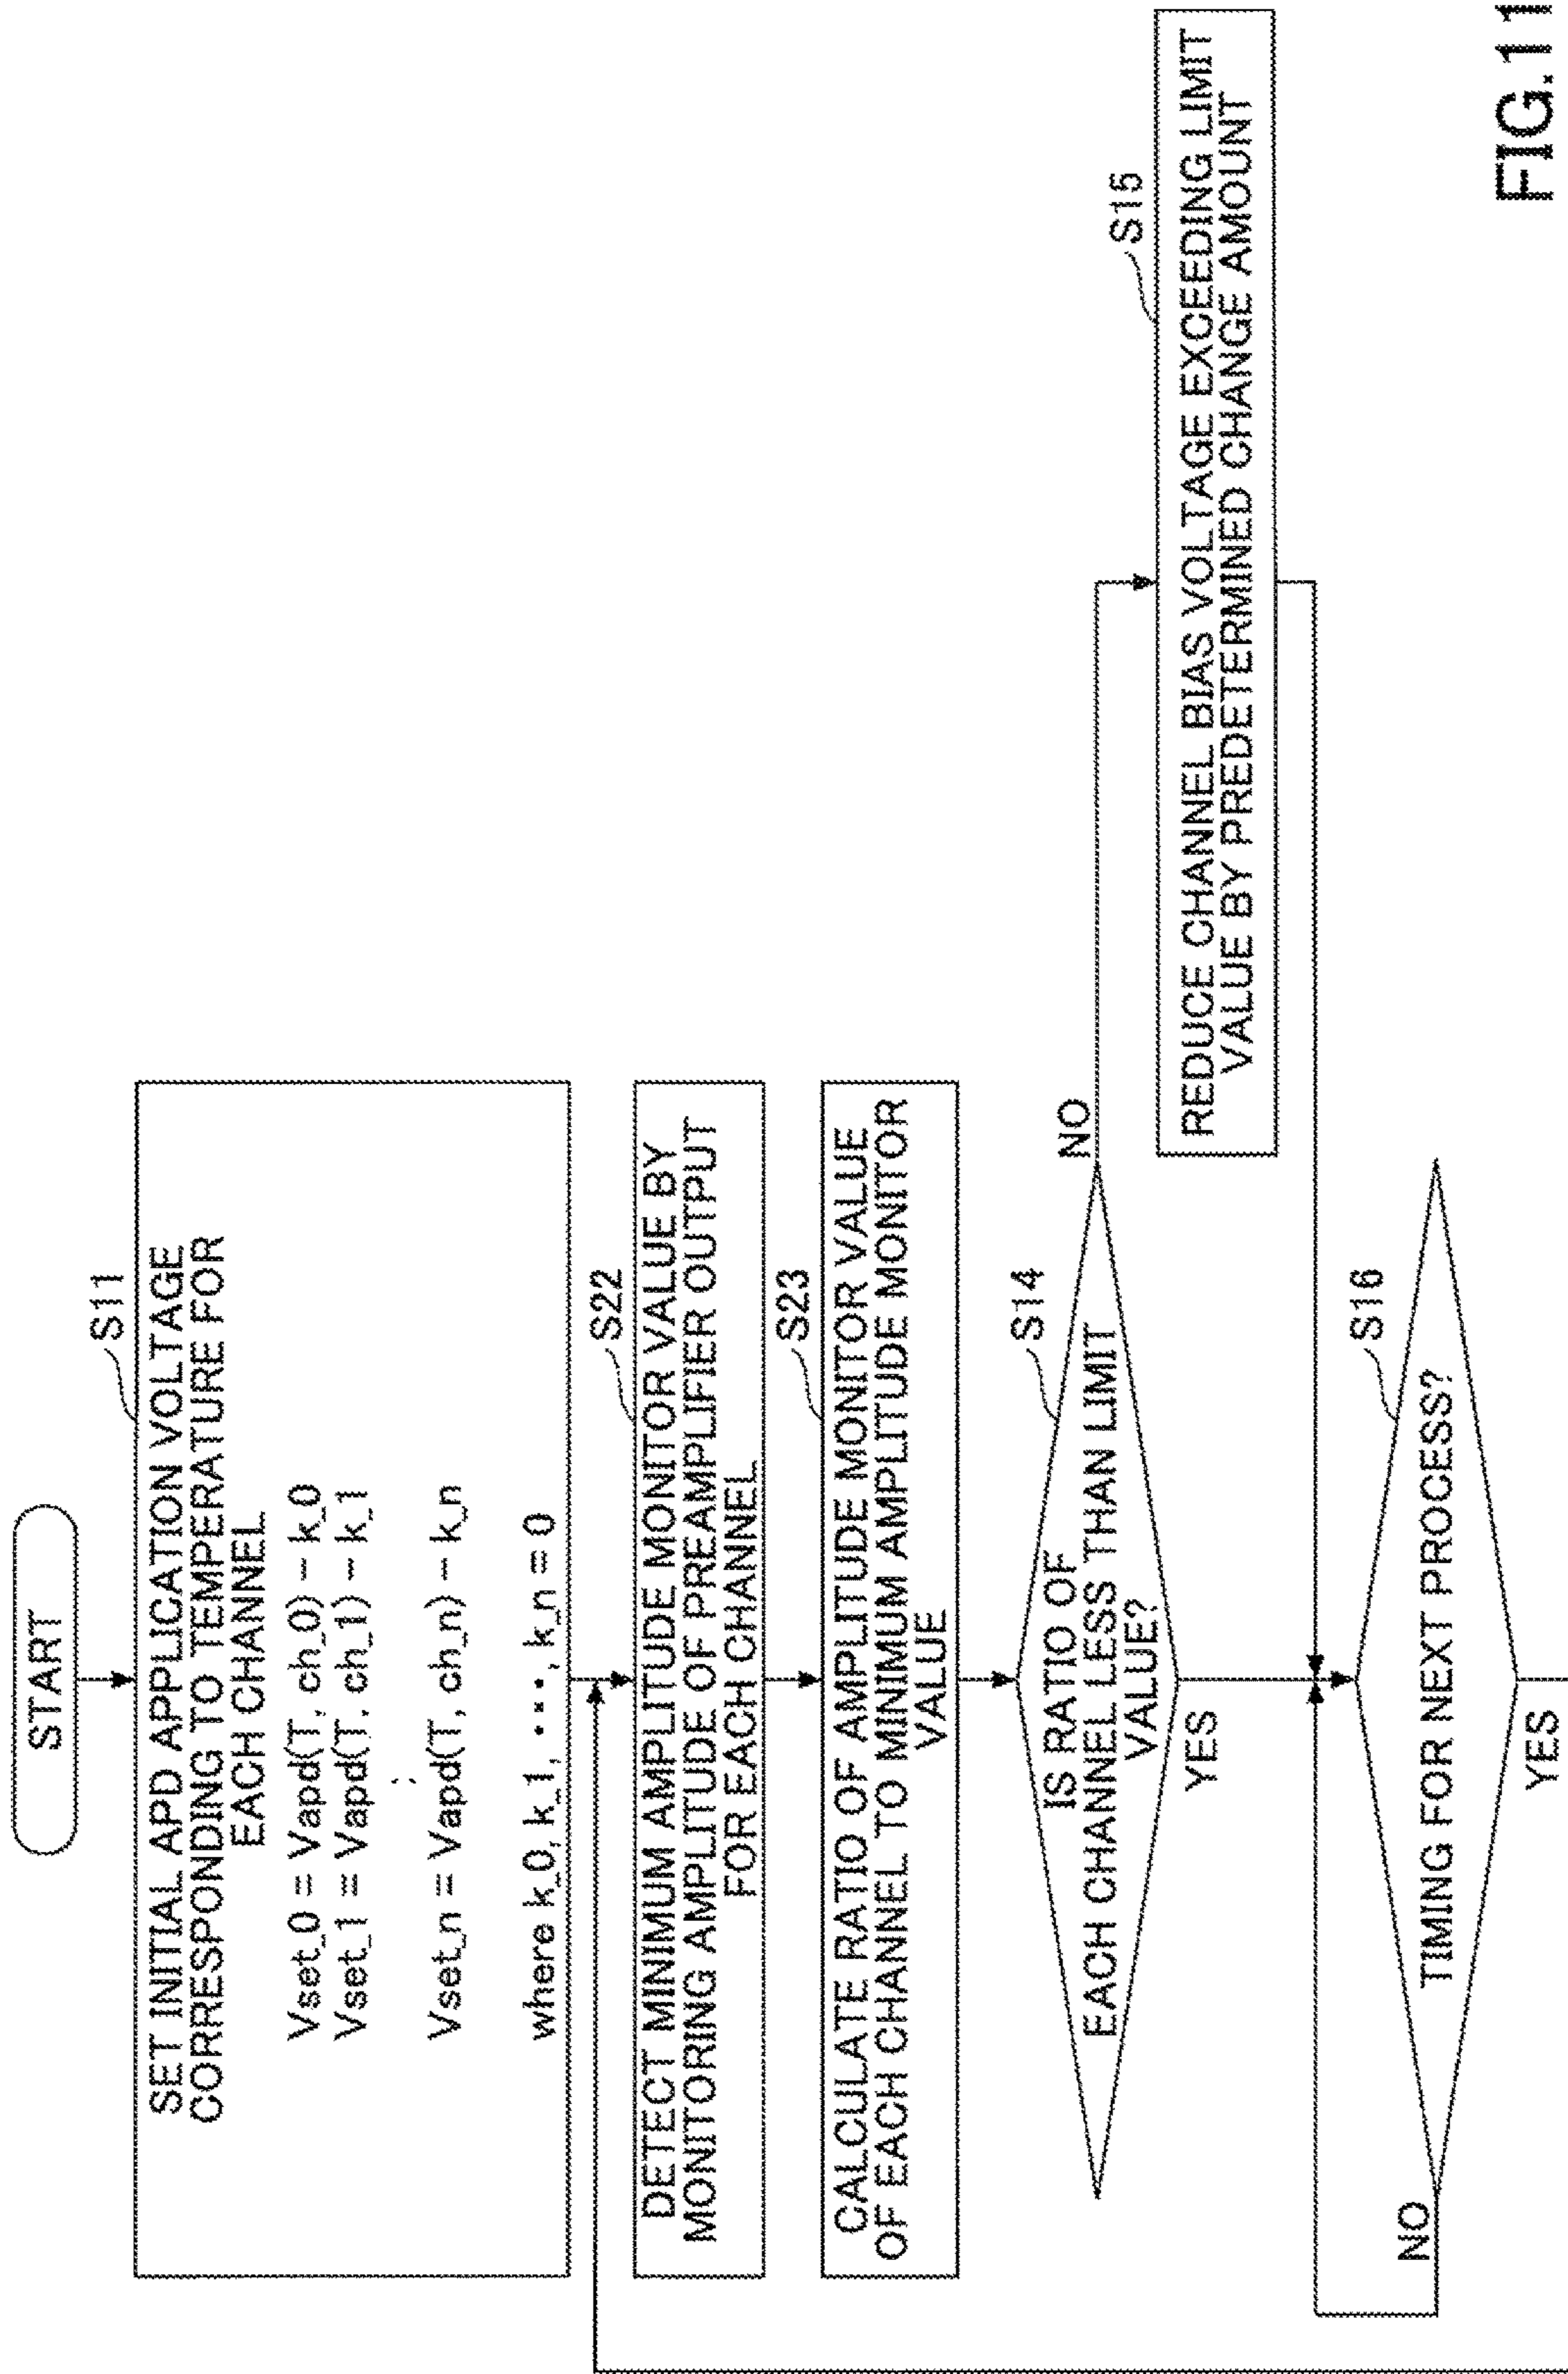 START
S11
SET INITIAL APD APPLICATION VOLTAGE
CORRESPONDING TO TEMPERATURE FOR
EACH CHANNEL
Vset_0 = Vapd(T, ch_0) − k_0
Vset_1 = Vapd(T, ch_1) − k_1
:
Vset_n = Vapd(T, ch_n) − k_n
where k_0, k_1, ･･･, k_n = 0
S22
DETECT MINIMUM AMPLITUDE MONITOR VALUE BY
MONITORING AMPLITUDE OF PREAMPLIFIER OUTPUT
FOR EACH CHANNEL
S23
CALCULATE RATIO OF AMPLITUDE MONITOR VALUE
OF EACH CHANNEL TO MINIMUM AMPLITUDE MONITOR
VALUE
S14
IS RATIO OF
EACH CHANNEL LESS THAN LIMIT
VALUE?
NO
YES
S15
REDUCE CHANNEL BIAS VOLTAGE EXCEEDING LIMIT
VALUE BY PREDETERMINED CHANGE AMOUNT
S16
TIMING FOR NEXT PROCESS?
NO
YES
FIG.11